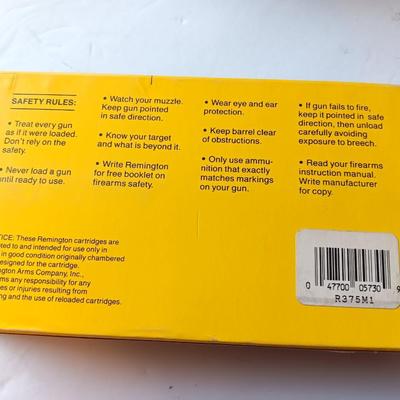 SAFETY RULES:
• Treat every gun
as if it were loaded.
Don't rely on the
safety.
• Never load a gun
until ready to use.
• Watch your muzzle.
Keep gun pointed
in safe direction.
• Know your target
and what is beyond it.
• Write Remington
for free booklet on
firearms safety.
• Wear eye and ear
protection.
• Keep barrel clear
of obstructions.
• Only use ammu-
nition that exactly
matches markings
on your gun.
• If gun fails to fire,
keep it pointed in safe
direction, then unload
carefully avoiding
exposure to breech.
• Read your firearms
instruction manual.
Write manufacturer
for copy.
TICE: These Remington cartridges are
pted to and intended for use only in
in good condition originally chambered
designed for the cartridge.
ngton Arms Company, Inc.,
ims any responsibility for any
es or injuries resulting from
ng and the use of reloaded cartridges.
0 47700 05730 9
R375M1